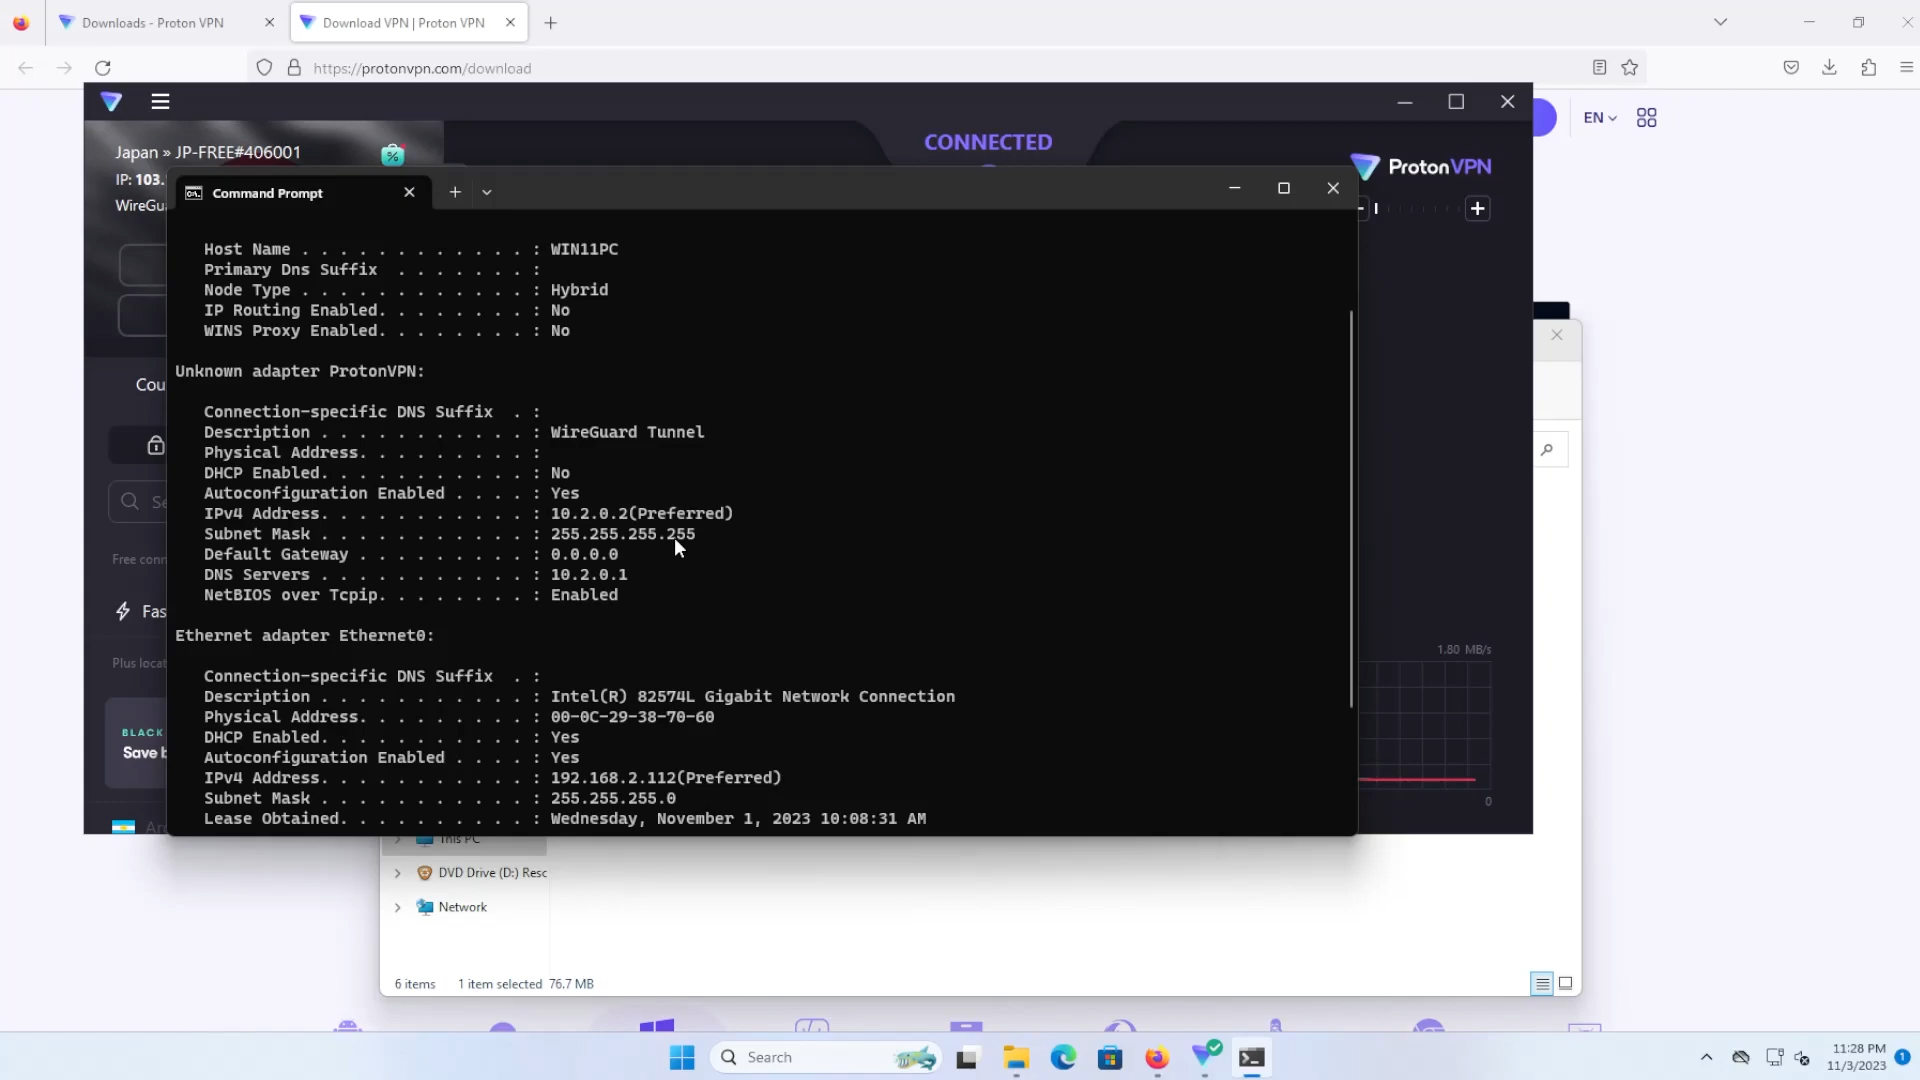 Downloads - Proton VPN
Download VPN | Proton VPN
https://protonvpn.com/download
EN
Japan » JP-FREE#406001
CONNECTED
ProtonVPN
IP: 103.
Command Prompt
Host Name . . . . . . . . . . . . : WIN11PC
Primary Dns Suffix  . . . . . . . :
Node Type . . . . . . . . . . . . : Hybrid
IP Routing Enabled. . . . . . . . : No
WINS Proxy Enabled. . . . . . . . : No
Unknown adapter ProtonVPN:
Connection-specific DNS Suffix  . :
Description . . . . . . . . . . . : WireGuard Tunnel
Physical Address. . . . . . . . . :
DHCP Enabled. . . . . . . . . . . : No
Autoconfiguration Enabled . . . . : Yes
IPv4 Address. . . . . . . . . . . : 10.2.0.2(Preferred)
Subnet Mask . . . . . . . . . . . : 255.255.255.255
Default Gateway . . . . . . . . . : 0.0.0.0
DNS Servers . . . . . . . . . . . : 10.2.0.1
NetBIOS over Tcpip. . . . . . . . : Enabled
Ethernet adapter Ethernet0:
Connection-specific DNS Suffix  . :
Description . . . . . . . . . . . : Intel(R) 82574L Gigabit Network Connection
Physical Address. . . . . . . . . : 00-0C-29-38-70-60
DHCP Enabled. . . . . . . . . . . : Yes
Autoconfiguration Enabled . . . . : Yes
IPv4 Address. . . . . . . . . . . : 192.168.2.112(Preferred)
Subnet Mask . . . . . . . . . . . : 255.255.255.0
Lease Obtained. . . . . . . . . . : Wednesday, November 1, 2023 10:08:31 AM
WireGua
Cou
Se
Free conn
Fas
Plus locat
BLACK
Save b
Ar
1.80 MB/s
0
This PC
DVD Drive (D:) Resc
Network
6 items
1 item selected 76.7 MB
Search
11:28 PM
11/3/2023
1